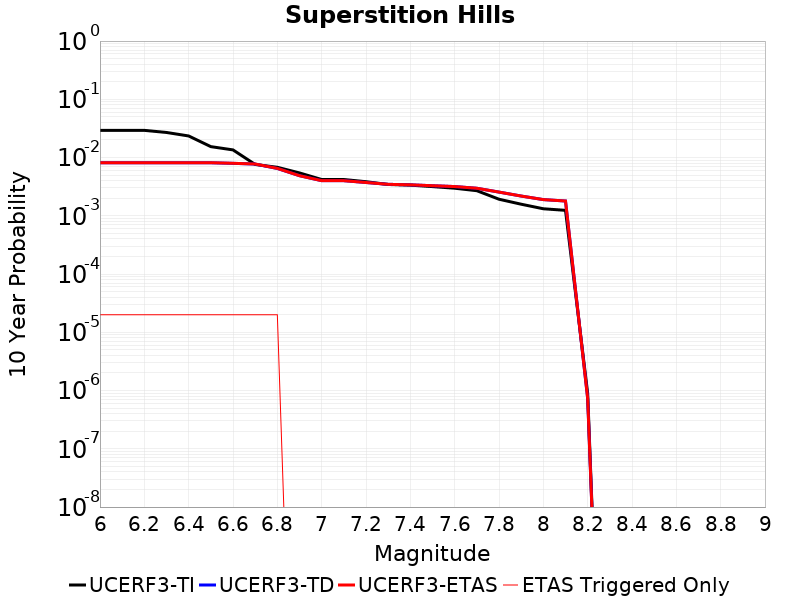 Superstition Hills
10^0
10^-1
10^-2
10^-3
10^-4
10^-5
10^-6
10^-7
10^-8
10 Year Probability
6 6.2 6.4 6.6 6.8 7 7.2 7.4 7.6 7.8 8 8.2 8.4 8.6 8.8 9
Magnitude
UCERF3-TI UCERF3-TD UCERF3-ETAS ETAS Triggered Only